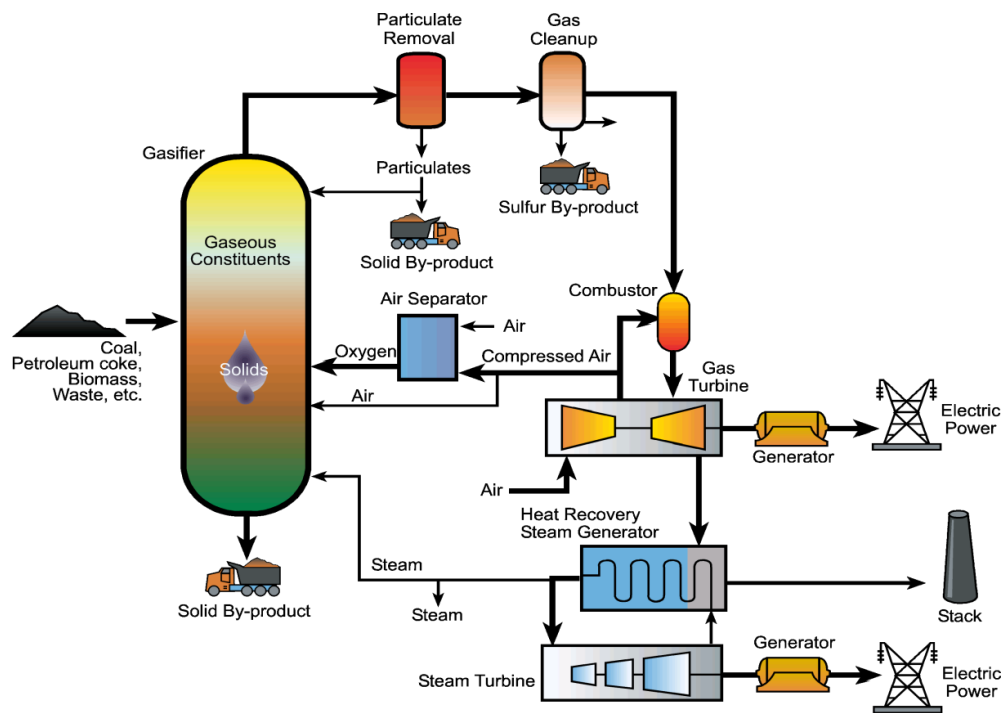 Particulate
Removal
Gas
Cleanup
Gasifier
Particulates
Sulfur By-product
Gaseous
Constituents
Solid By-product
Air Separator
Combustor
Air
Coal,
Petroleum coke,
Biomass,
Waste, etc.
Solids
Oxygen
Compressed Air
Gas
Turbine
Air
Electric
Power
Generator
Air
Heat Recovery
Steam Generator
Steam
Solid By-product
Steam
Stack
Generator
Steam Turbine
Electric
Power